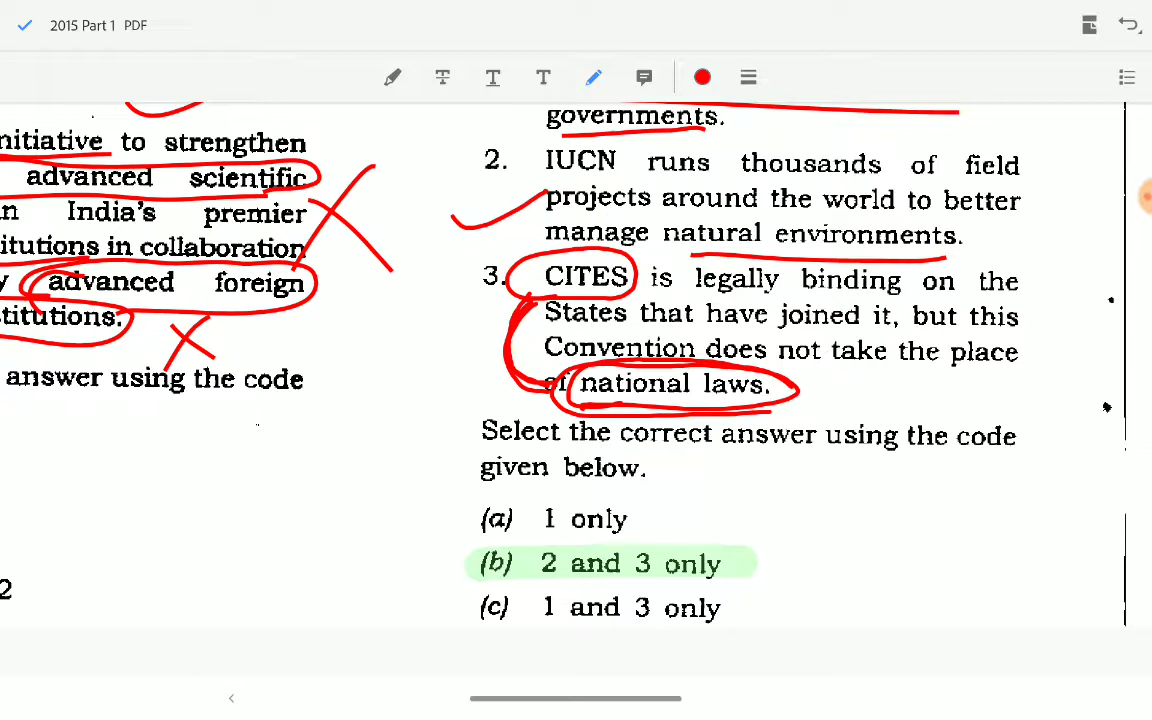 2015 Part 1 PDF
nitiative to strengthen
advanced scientific
n India's premier
titutions in collaboration
y advanced foreign
titutions.
answer using the code
2
governments.
2. IUCN runs thousands of field
projects around the world to better
manage natural environments.
3. CITES is legally binding on the
States that have joined it, but this
Convention does not take the place
of national laws.
Select the correct answer using the code
given below.
(a) 1 only
(b) 2 and 3 only
(c) 1 and 3 only